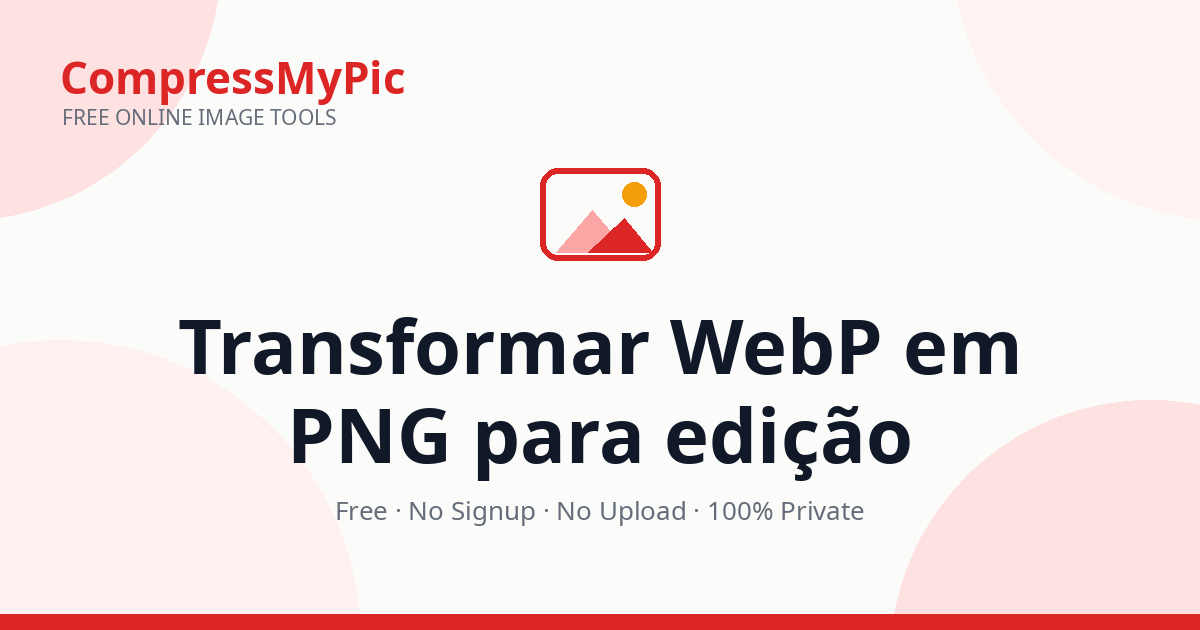 CompressMyPic
FREE ONLINE IMAGE TOOLS
Transformar WebP em
PNG para edição
Free · No Signup · No Upload · 100% Private